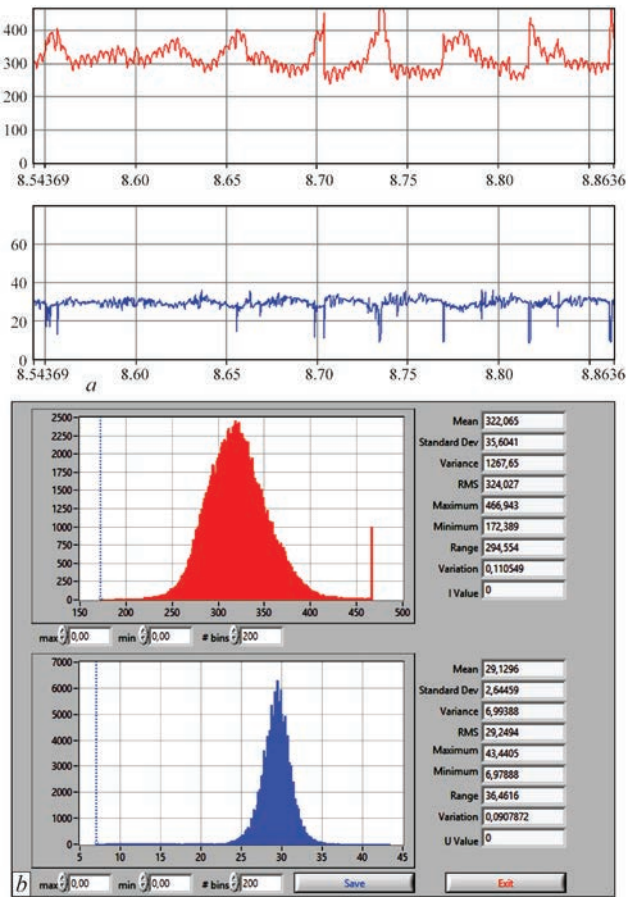 400
300
200
100
0
8.54369 8.60 8.65 8.70 8.75 8.80 8.8636
60
40
20
0
8.54369 8.60 8.65 8.70 8.75 8.80 8.8636
a
2500
2250
2000
1750
1500
1250
1000
750
500
250
0
150 200 250 300 350 400 450 500
max 0,00 min 0,00 # bins 200
Mean 322,065
Standard Dev 35,6041
Variance 1267,65
RMS 324,027
Maximum 466,943
Minimum 172,389
Range 294,554
Variation 0,110549
I Value 0
7000
6000
5000
4000
3000
2000
1000
0
5 10 15 20 25 30 35 40 45
Mean 29,1296
Standard Dev 2,64459
Variance 6,99388
RMS 29,2494
Maximum 43,4405
Minimum 6,97888
Range 36,4616
Variation 0,0907872
U Value 0
b max 0,00 min 0,00 # bins 200 Save Exit